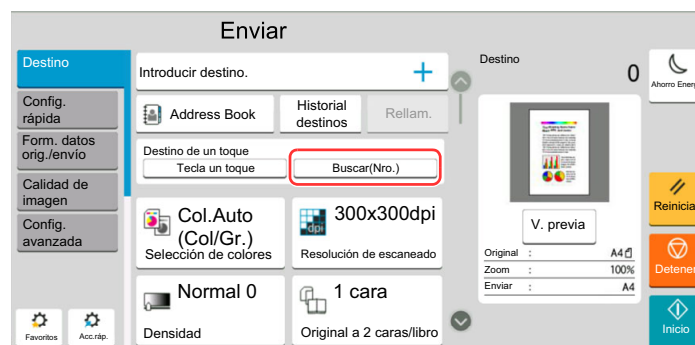 Enviar
Destino
Config.
rápida
Form. datos
orig./envío
Calidad de
imagen
Config.
avanzada
Favoritos
Acc.ráp.
Introducir destino.
+
Address Book
Historial
destinos
Rellam.
Destino de un toque
Tecla un toque
Buscar(Nro.)
Col.Auto
(Col/Gr.)
Selección de colores
dpi
300x300dpi
Resolución de escaneado
Normal 0
Densidad
1 cara
Original a 2 caras/libro
Destino
0
V. previa
Original : A4
Zoom : 100%
Enviar : A4
Ahorro Energ
Reinicia
Detener
Inicio